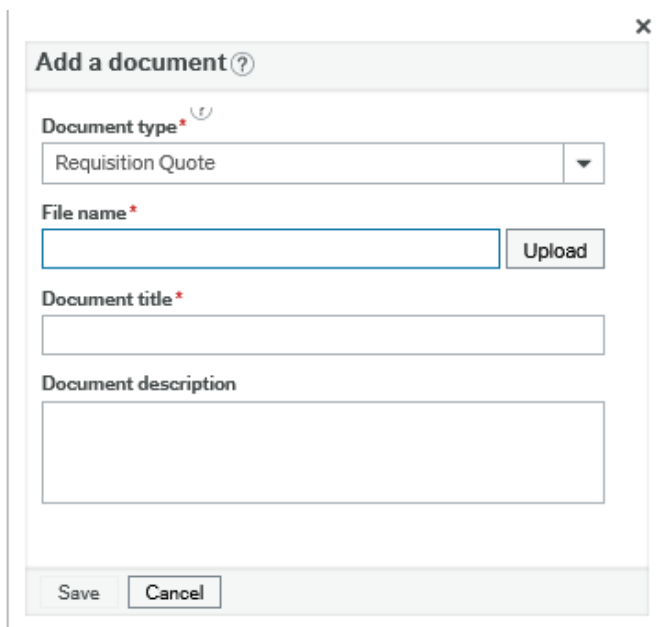 ×
Add a document ?
Document type* ?
Requisition Quote
File name*
Upload
Document title*
Document description
Save Cancel